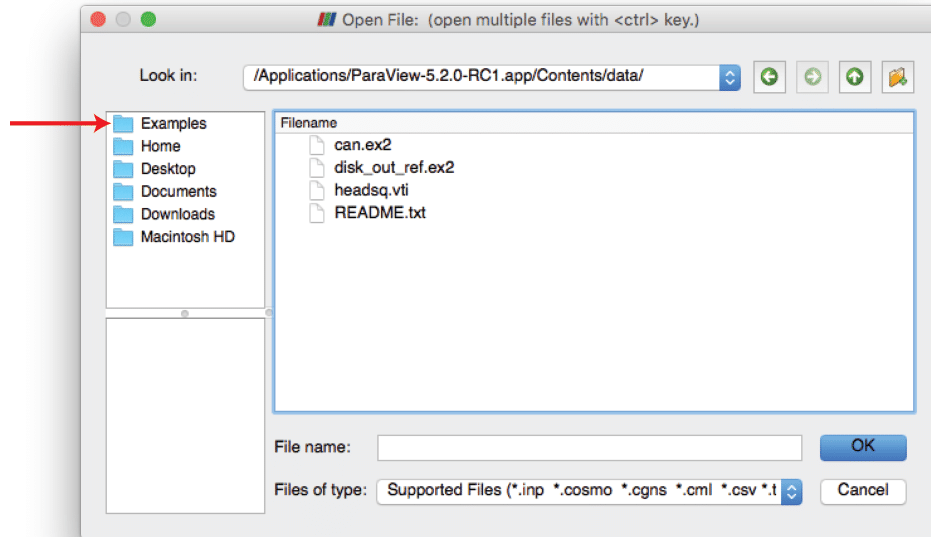 Open File: (open multiple files with <ctrl> key.)
Look in: /Applications/ParaView-5.2.0-RC1.app/Contents/data/
Examples
Home
Desktop
Documents
Downloads
Macintosh HD
Filename
can.ex2
disk_out_ref.ex2
headsq.vti
README.txt
File name:
OK
Files of type: Supported Files (*.inp *.cosmo *.cgns *.cml *.csv *.t
Cancel